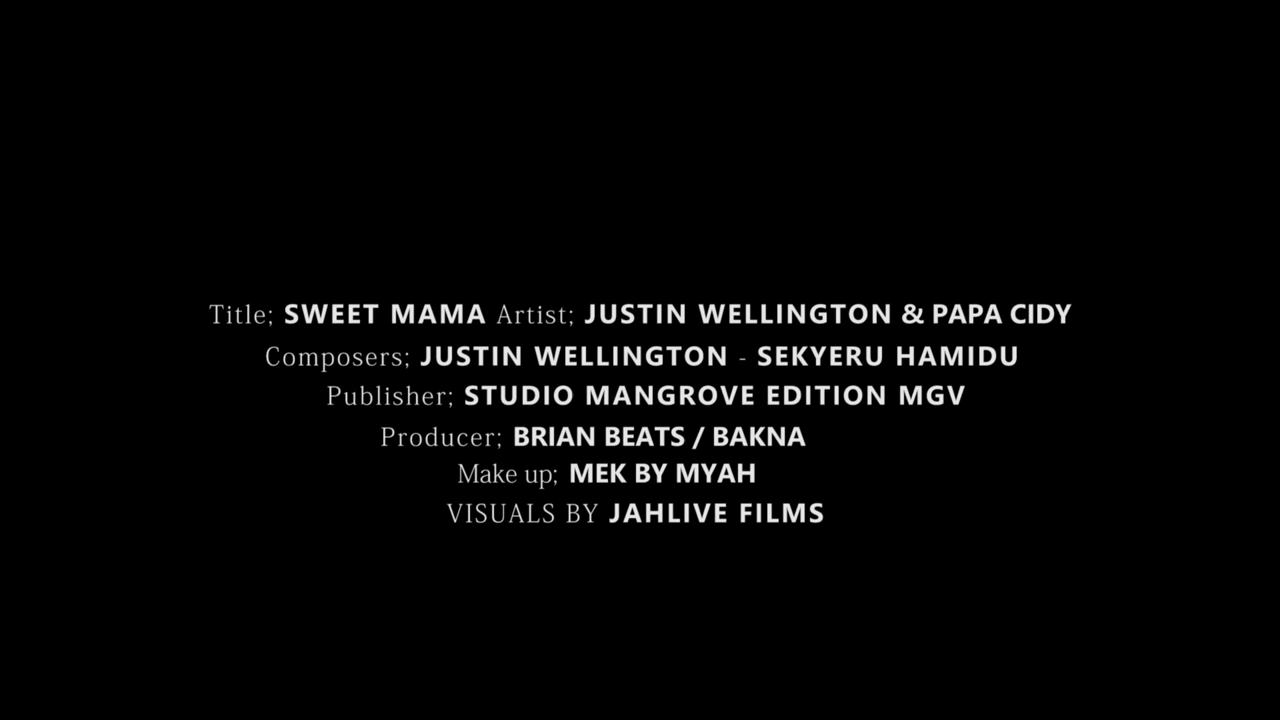 Title; SWEET MAMA Artist; JUSTIN WELLINGTON & PAPA CIDY
Composers; JUSTIN WELLINGTON - SEKYERU HAMIDU
Publisher; STUDIO MANGROVE EDITION MGV
Producer; BRIAN BEATS / BAKNA
Make up; MEK BY MYAH
VISUALS BY JAHLIVE FILMS